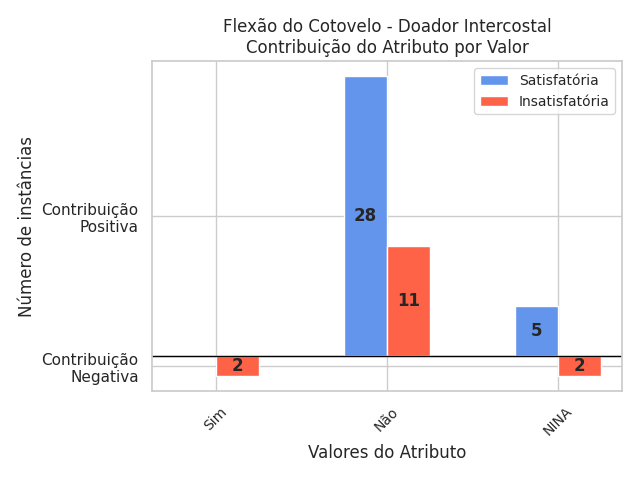 Flexão do Cotovelo - Doador Intercostal
Contribuição do Atributo por Valor
Satisfatória
Insatisfatória
Número de instâncias
Contribuição
Positiva
Contribuição
Negativa
28
11
5
2
2
Sim
Não
NINA
Valores do Atributo